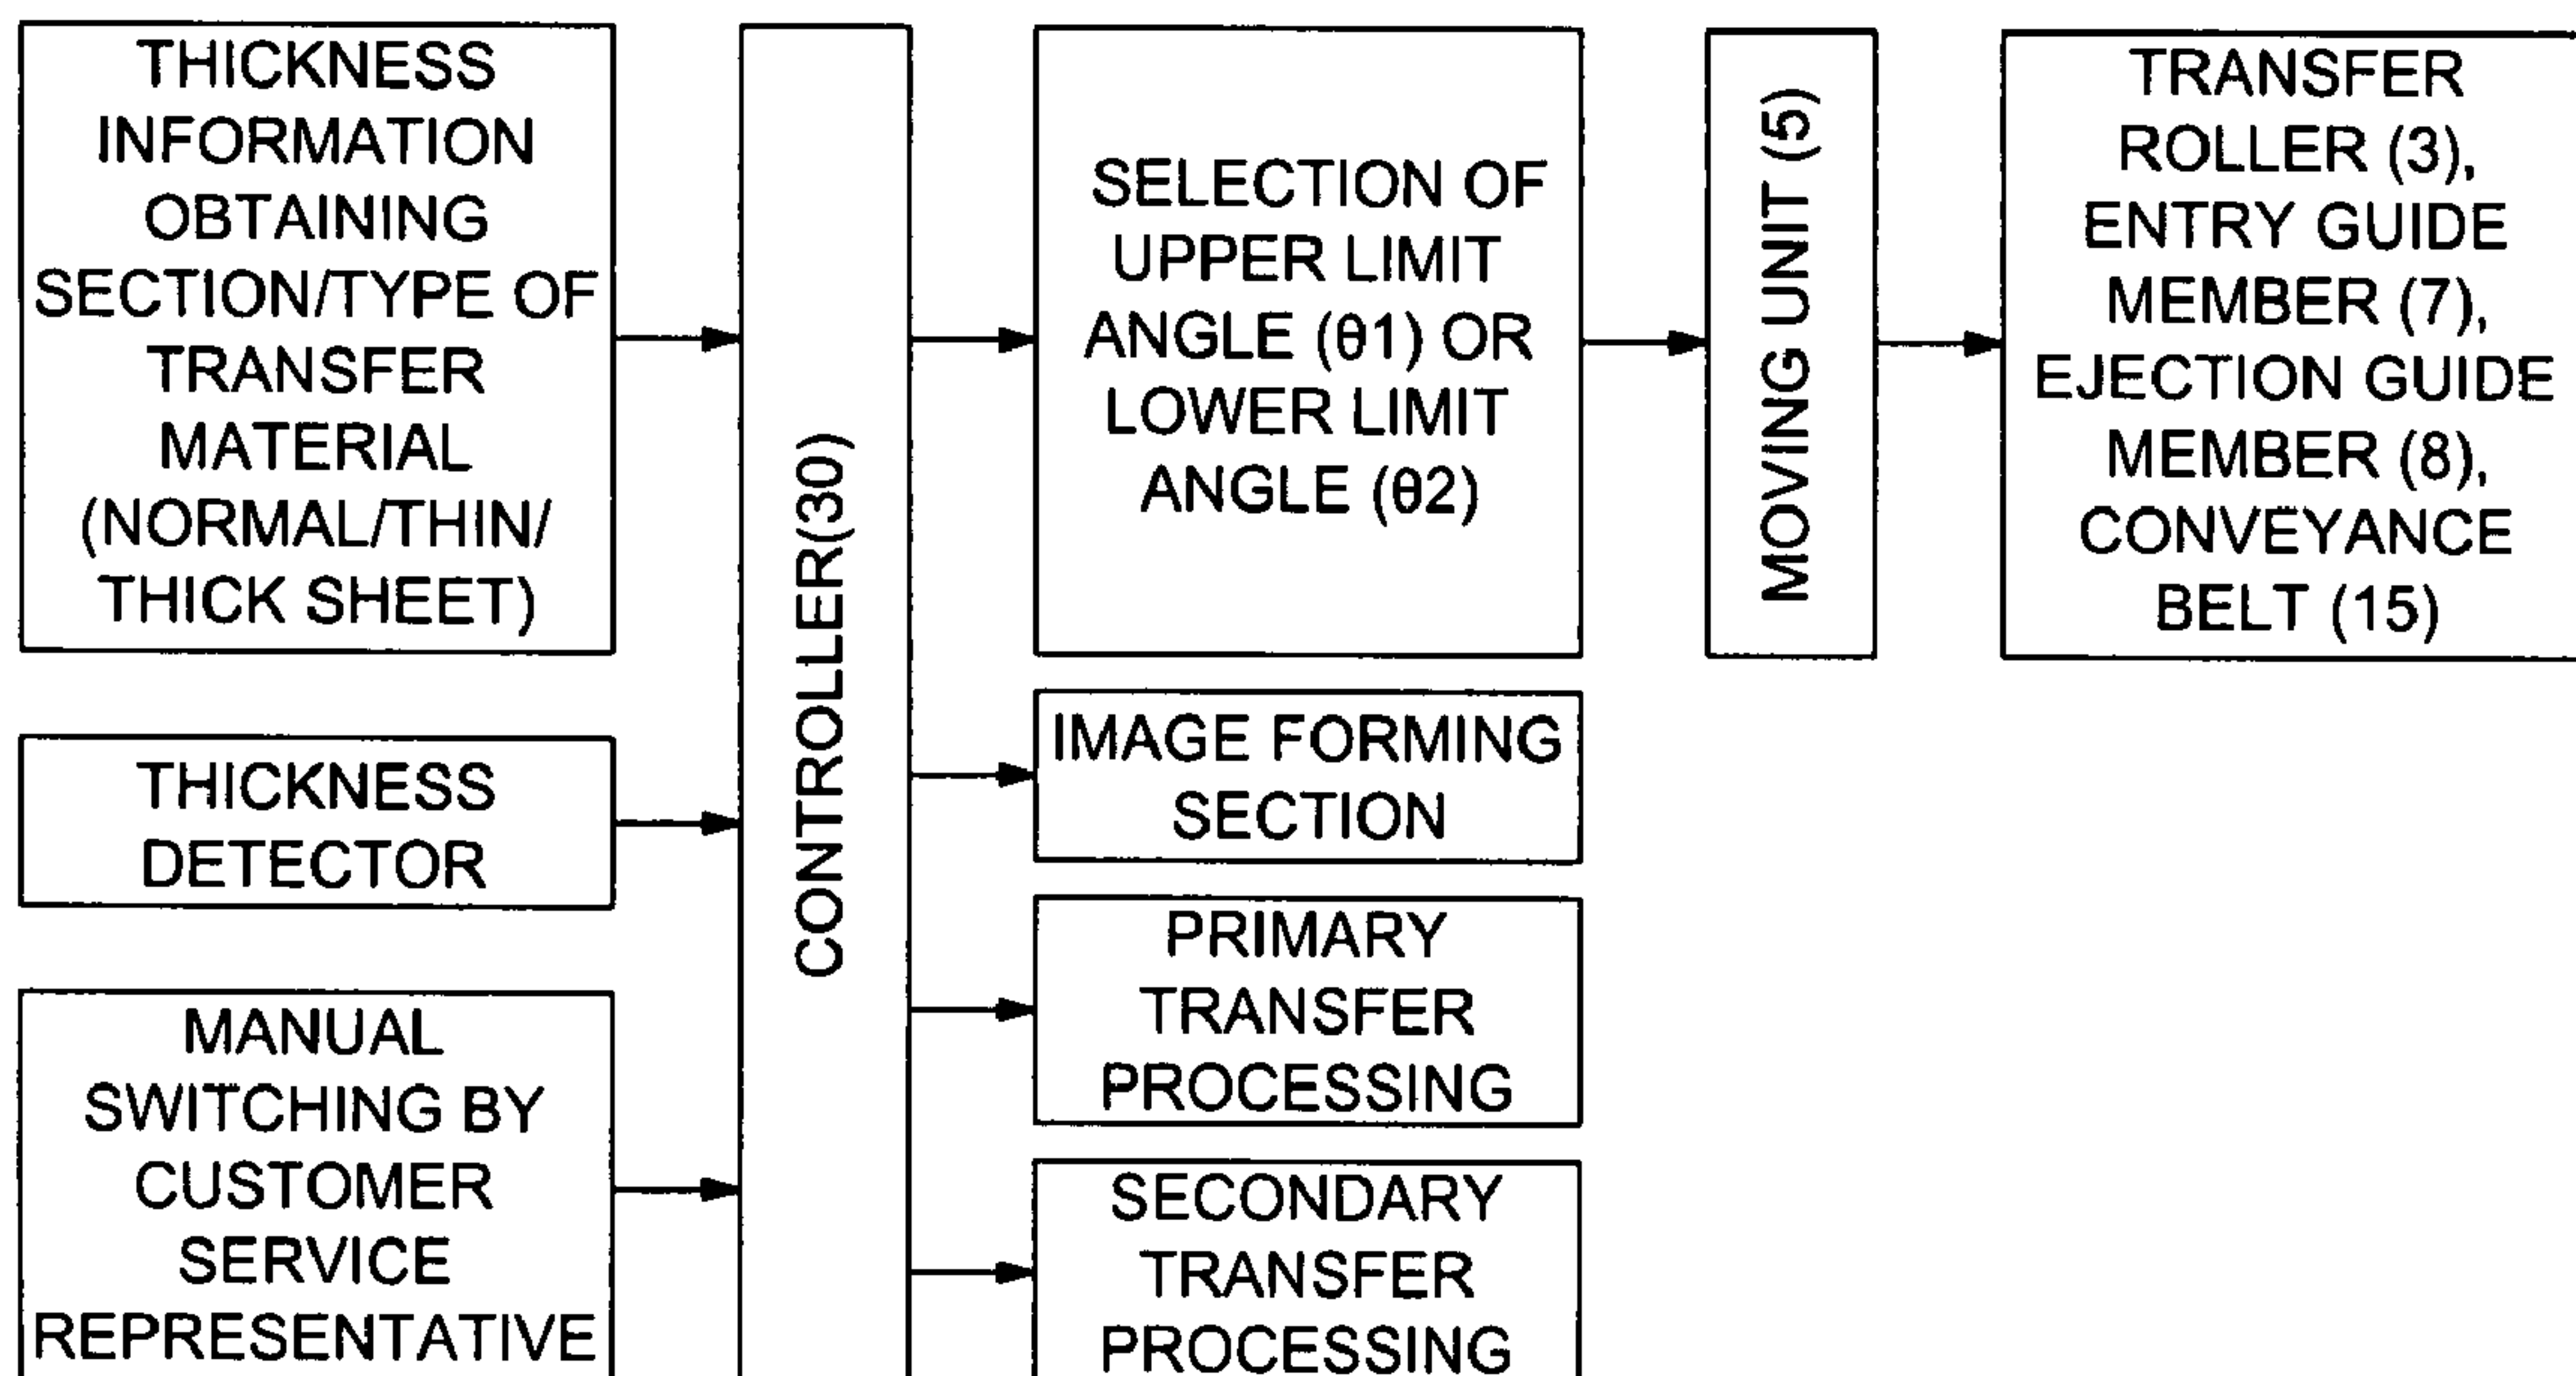 THICKNESS
INFORMATION
OBTAINING
SECTION/TYPE OF
TRANSFER
MATERIAL
(NORMAL/THIN/
THICK SHEET)
THICKNESS
DETECTOR
MANUAL
SWITCHING BY
CUSTOMER
SERVICE
REPRESENTATIVE
CONTROLLER(30)
SELECTION OF
UPPER LIMIT
ANGLE (θ1) OR
LOWER LIMIT
ANGLE (θ2)
IMAGE FORMING
SECTION
PRIMARY
TRANSFER
PROCESSING
SECONDARY
TRANSFER
PROCESSING
MOVING UNIT (5)
TRANSFER
ROLLER (3),
ENTRY GUIDE
MEMBER (7),
EJECTION GUIDE
MEMBER (8),
CONVEYANCE
BELT (15)